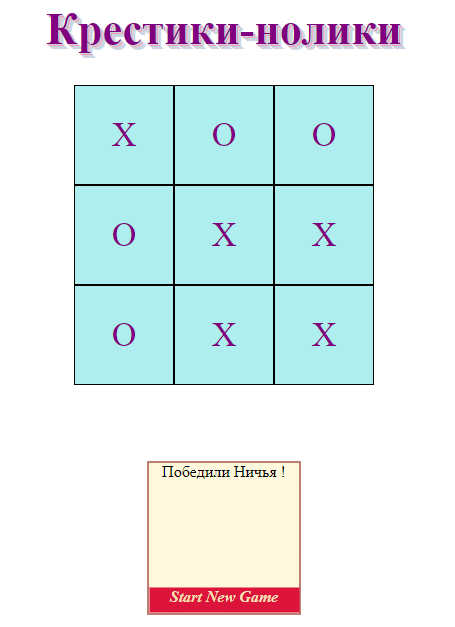 Крестики-нолики
X O O
O X X
O X X
Победили Ничья !
Start New Game